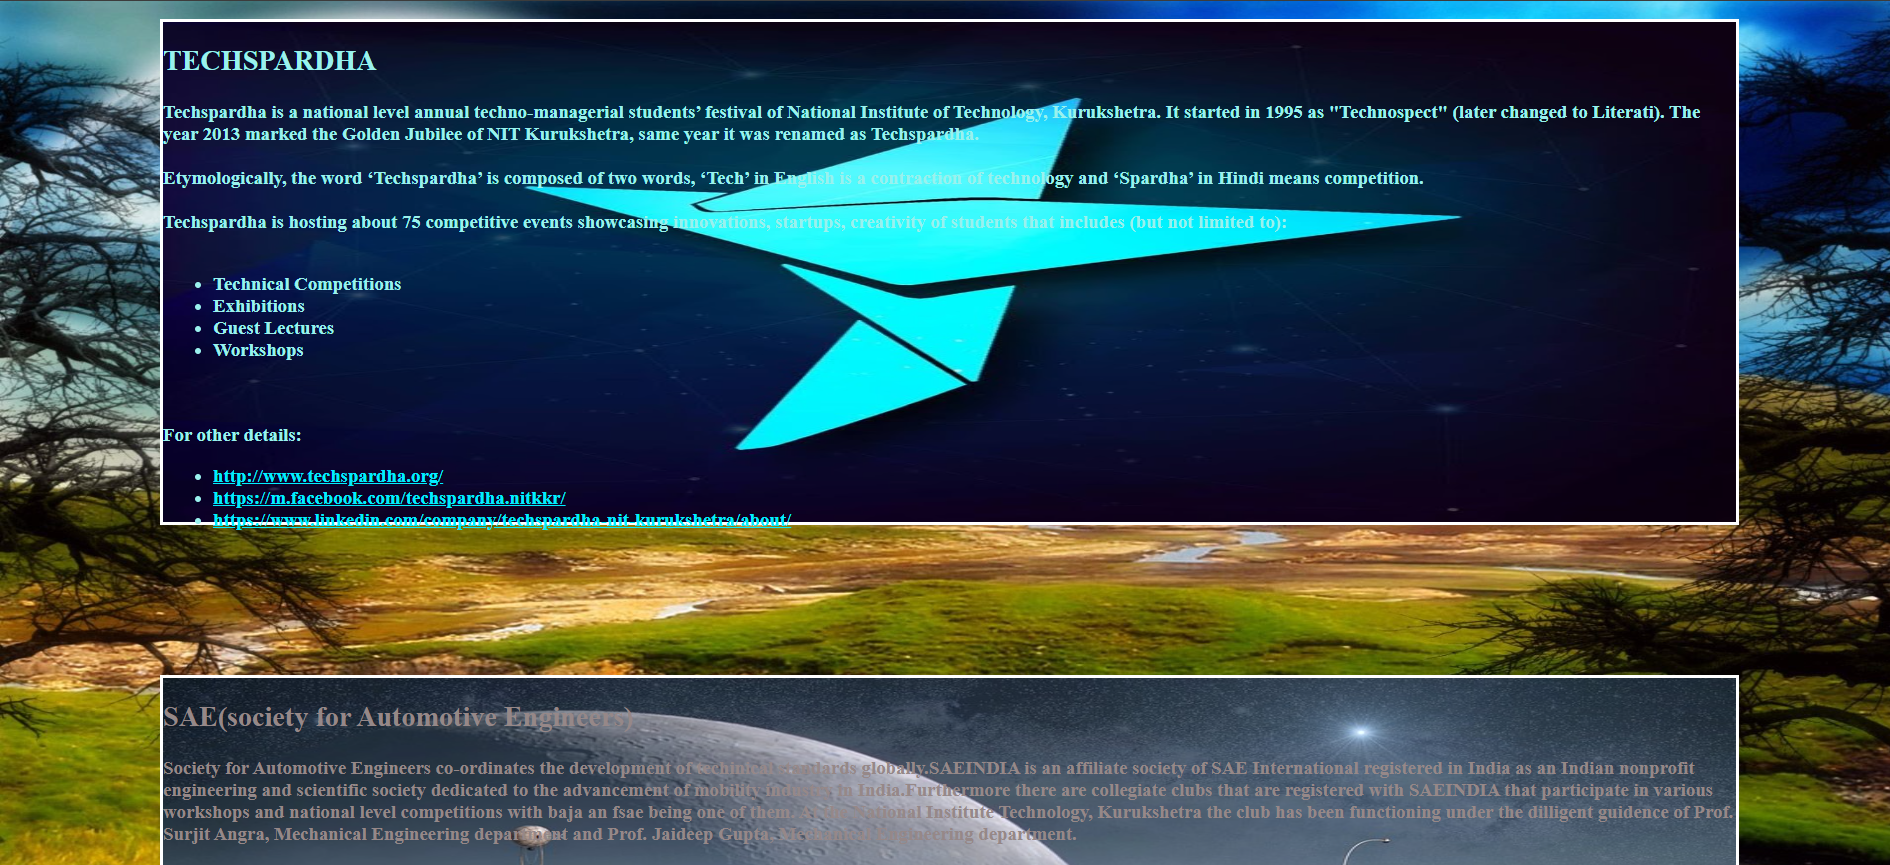 TECHSPARDHA
Techspardha is a national level annual techno-managerial students’ festival of National Institute of Technology, Kurukshetra. It started in 1995 as "Technospect" (later changed to Literati). The
year 2013 marked the Golden Jubilee of NIT Kurukshetra, same year it was renamed as Techspardha.
Etymologically, the word ‘Techspardha’ is composed of two words, ‘Tech’ in English is a contraction of technology and ‘Spardha’ in Hindi means competition.
Techspardha is hosting about 75 competitive events showcasing innovations, startups, creativity of students that includes (but not limited to):
• Technical Competitions
• Exhibitions
• Guest Lectures
• Workshops
For other details:
• http://www.techspardha.org/
• https://m.facebook.com/techspardha.nitkkr/
• https://www.linkedin.com/company/techspardha-nit-kurukshetra/about/
SAE(society for Automotive Engineers)
Society for Automotive Engineers co-ordinates the development of standards globally.SAEINDIA is an affiliate society of SAE International registered in India as an Indian nonprofit
engineering and scientific society dedicated to the advancement of mobility in India.Furthermore there are collegiate clubs that are registered with SAEINDIA that participate in various
workshops and national level competitions with baja an fsae being one of them. National Institute Technology, Kurukshetra the club has been functioning under the dilligent guidence of Prof.
Surjit Angra, Mechanical Engineering department and Prof. Jaideep Gupta, Mechanical Engineering department.